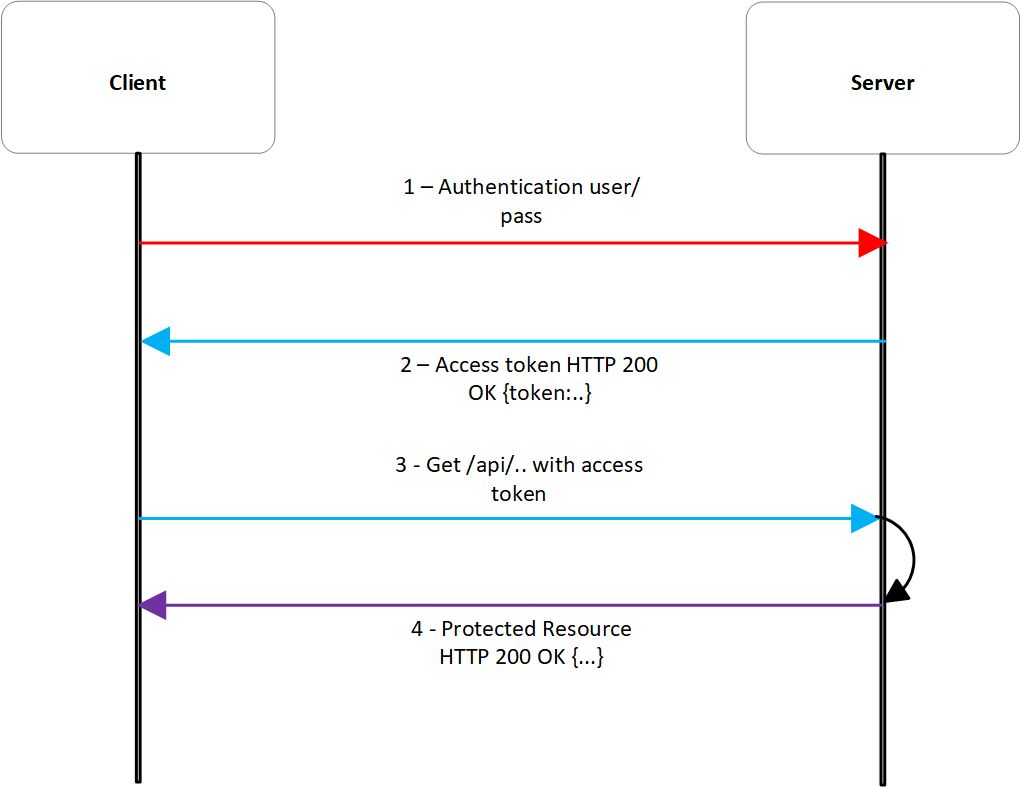 Client
Server
1 – Authentication user/
pass
2 – Access token HTTP 200
OK {token:..}
3 - Get /api/.. with access
token
4 - Protected Resource
HTTP 200 OK {...}